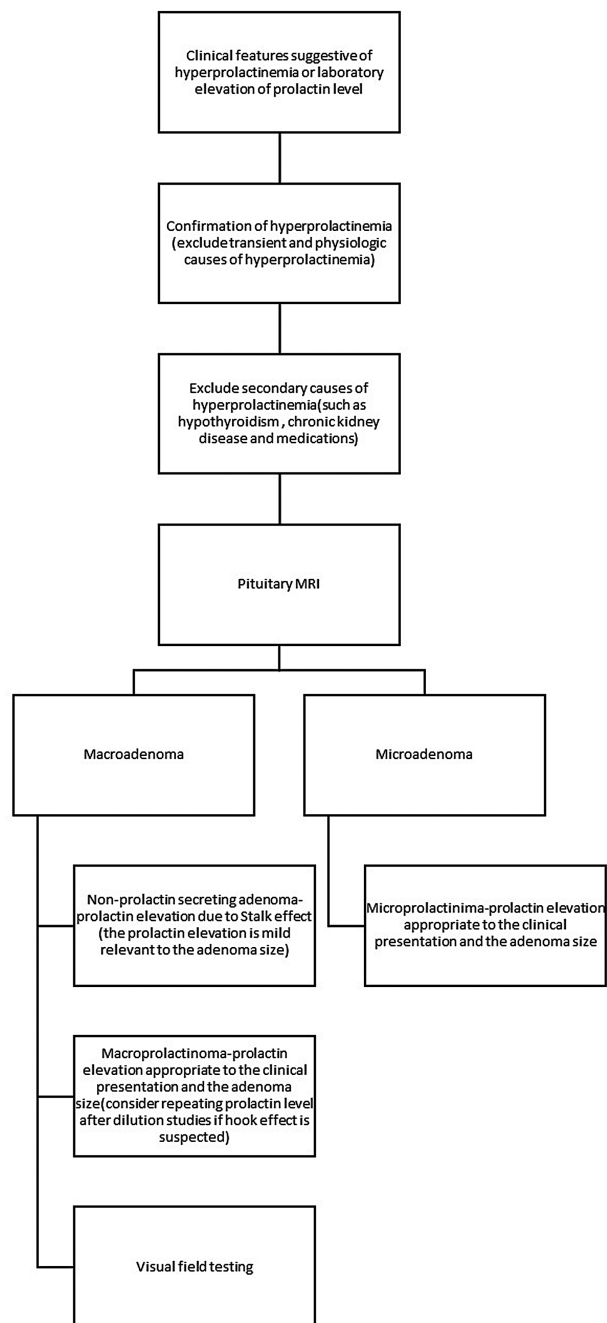 Clinical features suggestive of
hyperprolactinemia or laboratory
elevation of prolactin level
Confirmation of hyperprolactinemia
(exclude transient and physiologic
causes of hyperprolactinemia)
Exclude secondary causes of
hyperprolactinemia(such as
hypothyroidism , chronic kidney
disease and medications)
Pituitary MRI
Macroadenoma
Microadenoma
Non-prolactin secreting adenoma-
prolactin elevation due to Stalk effect
(the prolactin elevation is mild
relevant to the adenoma size)
Microprolactinima-prolactin elevation
appropriate to the clinical
presentation and the adenoma size
Macroprolactinoma-prolactin
elevation appropriate to the clinical
presentation and the adenoma
size(consider repeating prolactin level
after dilution studies if hook effect is
suspected)
Visual field testing